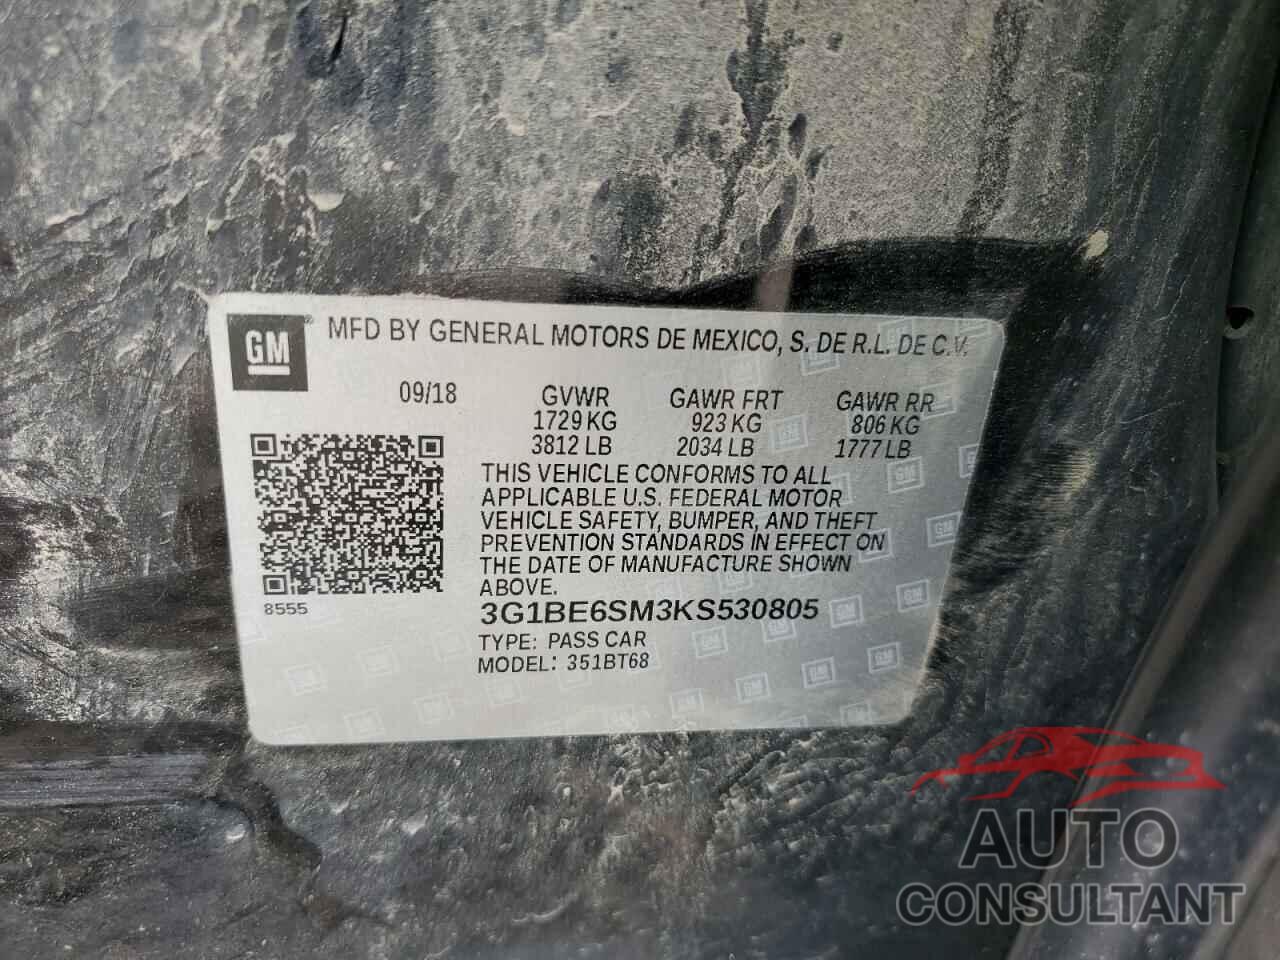 GM® MFD BY GENERAL MOTORS DE MEXICO, S. DE R.L. DE C.V.
09/18 GVWR GAWR FRT GAWR RR
1729 KG 923 KG 806 KG
3812 LB 2034 LB 1777 LB
THIS VEHICLE CONFORMS TO ALL
APPLICABLE U.S. FEDERAL MOTOR
VEHICLE SAFETY, BUMPER, AND THEFT
PREVENTION STANDARDS IN EFFECT ON
THE DATE OF MANUFACTURE SHOWN
ABOVE.
8555 3G1BE6SM3KS530805
TYPE: PASS CAR
MODEL: 351BT68
AUTO
CONSULTANT